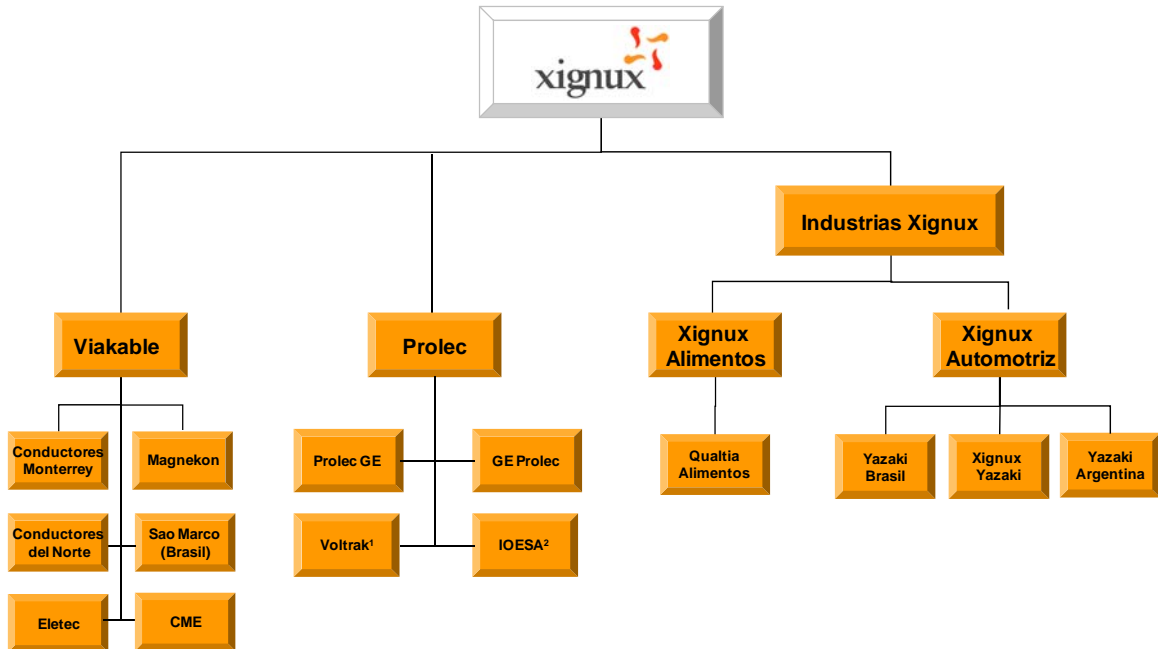 xignux
Industrias Xignux
Viakable
Prolec
Xignux
Alimentos
Xignux
Automotriz
Conductores
Monterrey
Magnekon
Prolec GE
GE Prolec
Qualtia
Alimentos
Yazaki
Brasil
Xignux
Yazaki
Yazaki
Argentina
Conductores
del Norte
Sao Marco
(Brasil)
Voltrak¹
IOESA²
Eletec
CME